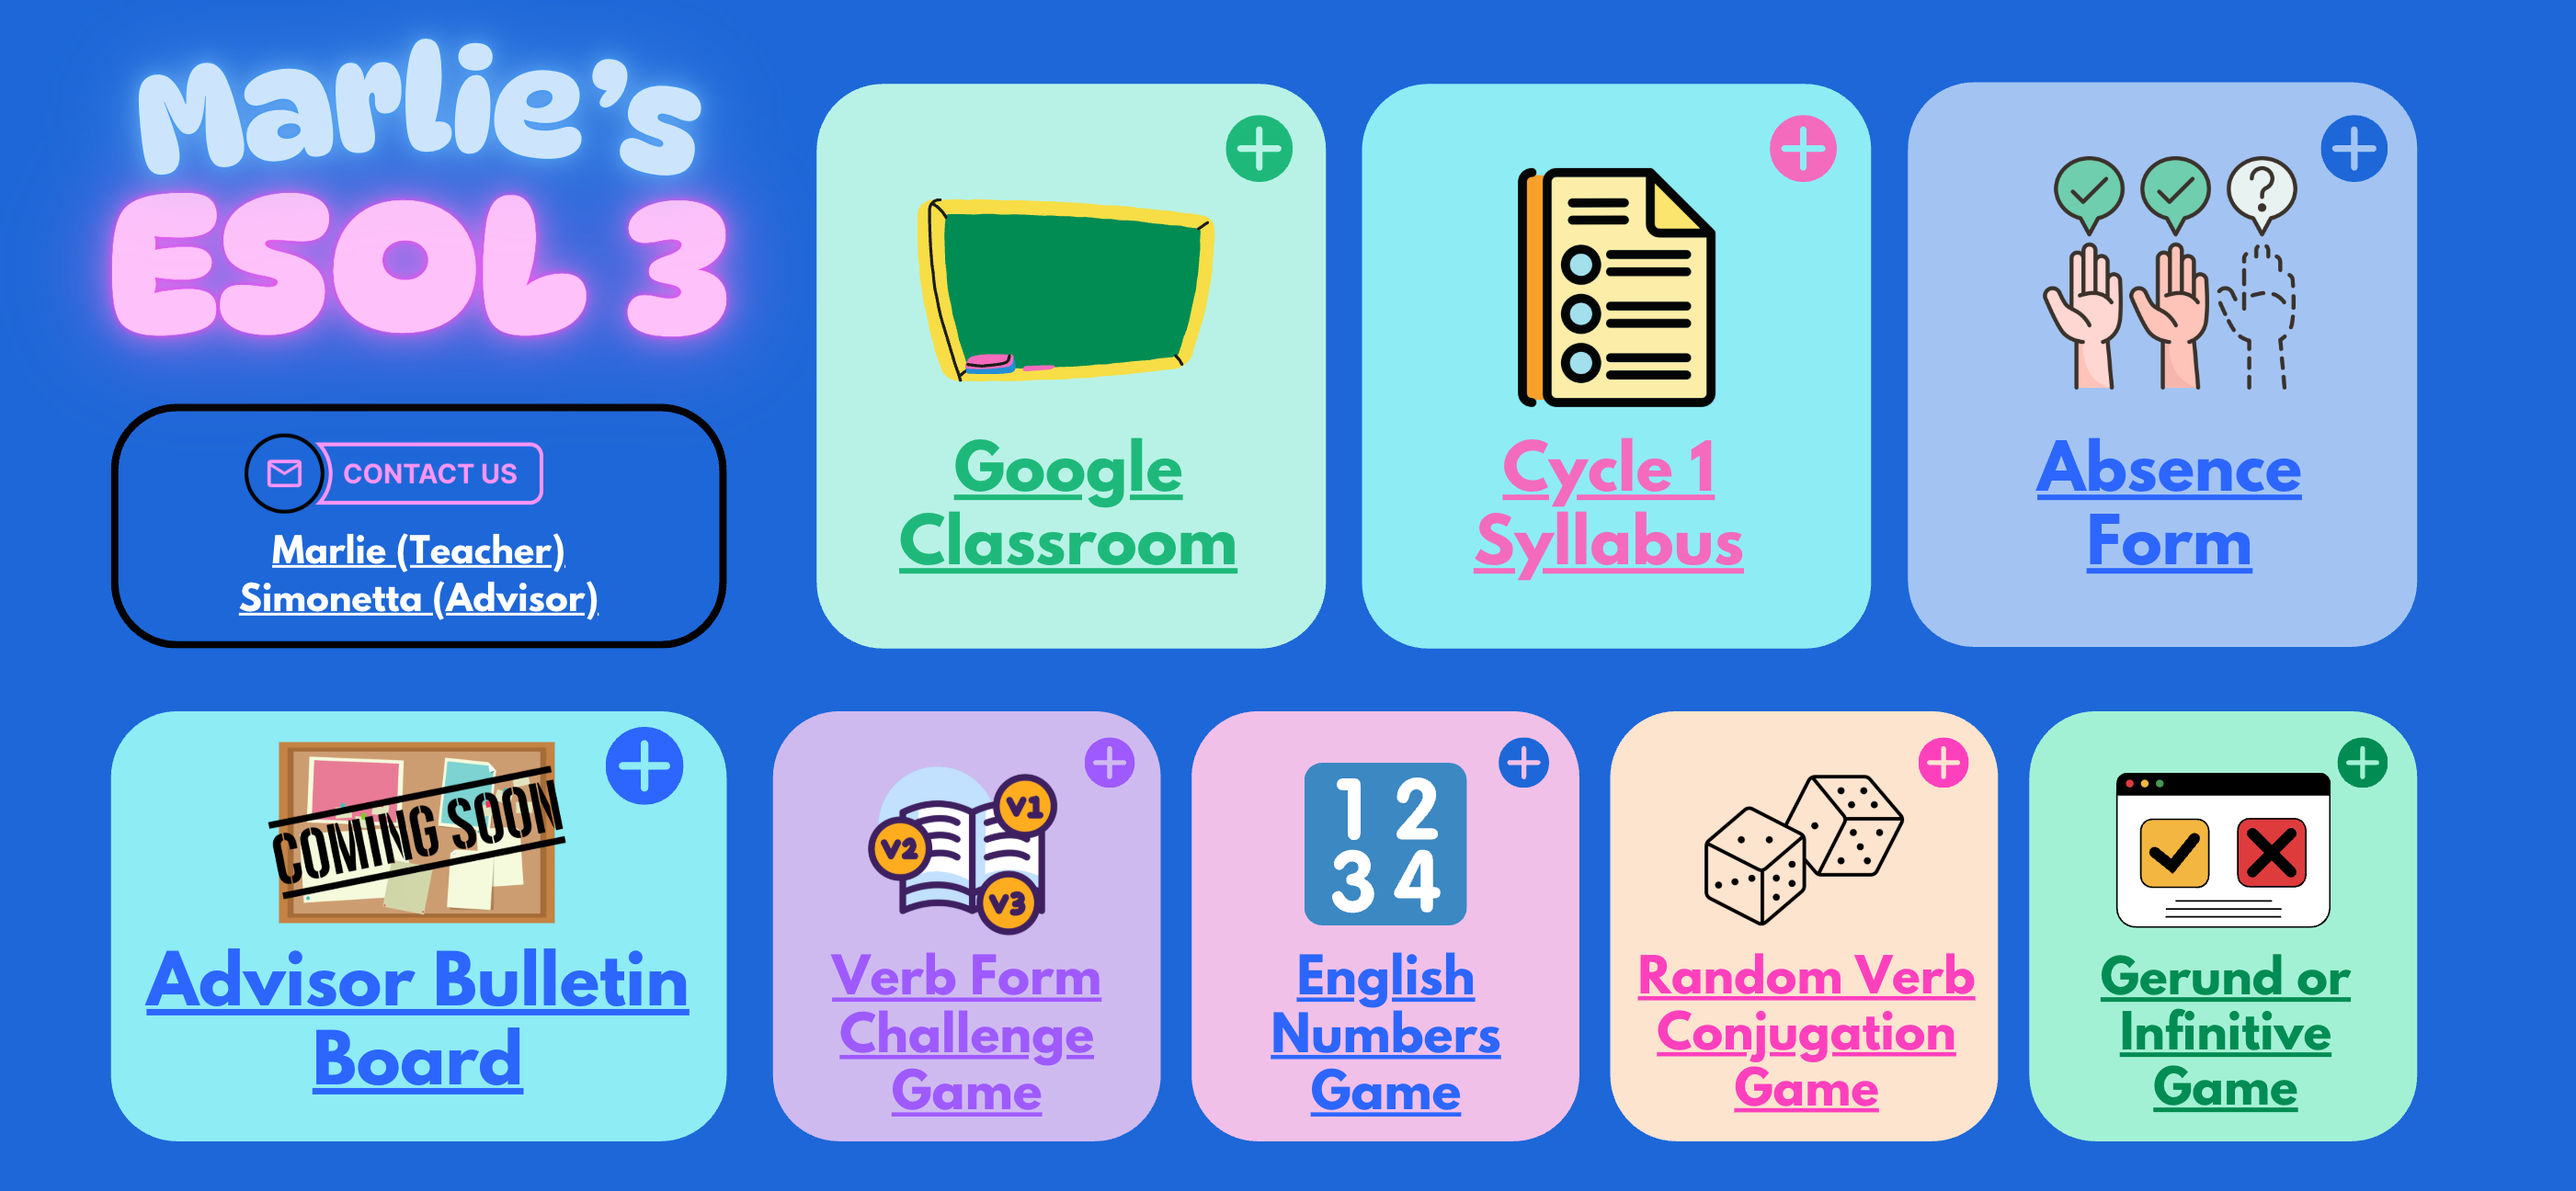 Marlie's
ESOL 3
CONTACT US
Marlie (Teacher)
Simonetta (Advisor)
Google
Classroom
Cycle 1
Syllabus
?
Absence
Form
COMING SOON
Advisor Bulletin
Board
V1
V2
V3
Verb Form
Challenge
Game
1 2
3 4
English
Numbers
Game
Random Verb
Conjugation
Game
Gerund or
Infinitive
Game